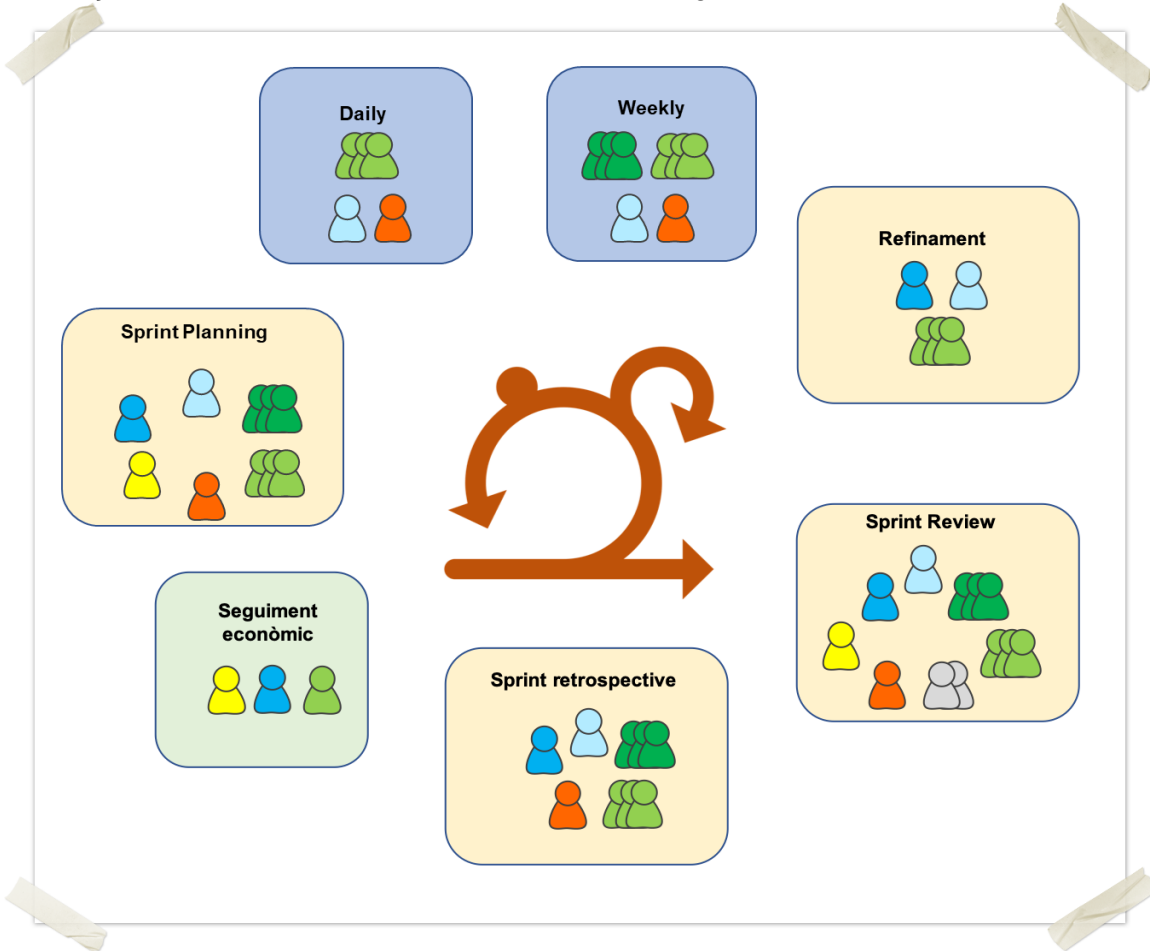 Daily
Weekly
Refinament
Sprint Planning
Sprint Review
Seguiment
econòmic
Sprint retrospective